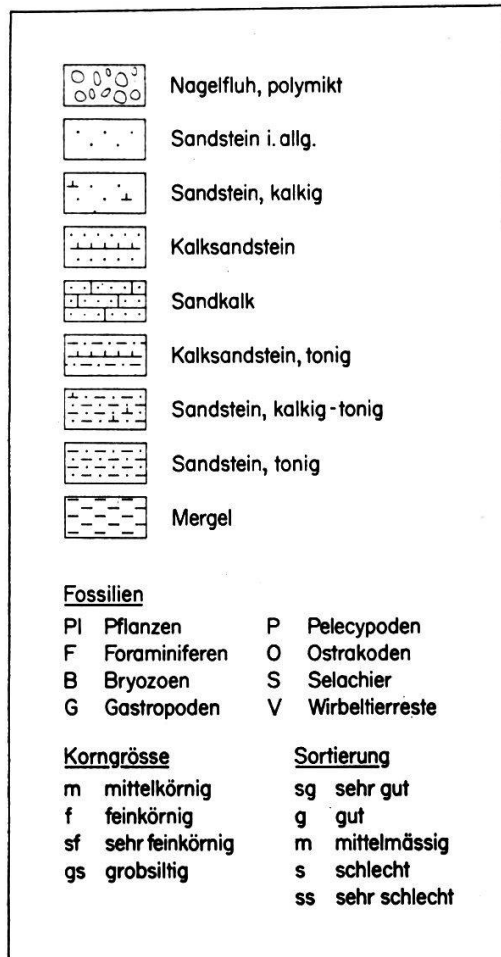 Nagelfluh, polymikt
Sandstein i. allg.
Sandstein, kalkig
Kalksandstein
Sandkalk
Kalksandstein, tonig
Sandstein, kalkig-tonig
Sandstein, tonig
Mergel
Fossilien
Pl Pflanzen
F Foraminiferen
B Bryozoen
G Gastropoden
P Pelecypoden
O Ostrakoden
S Selachier
V Wirbeltierreste
Korngrösse
m mittelkörnig
f feinkörnig
sf sehr feinkörnig
gs grobsiltig
Sortierung
sg sehr gut
g gut
m mittelmässig
s schlecht
ss sehr schlecht